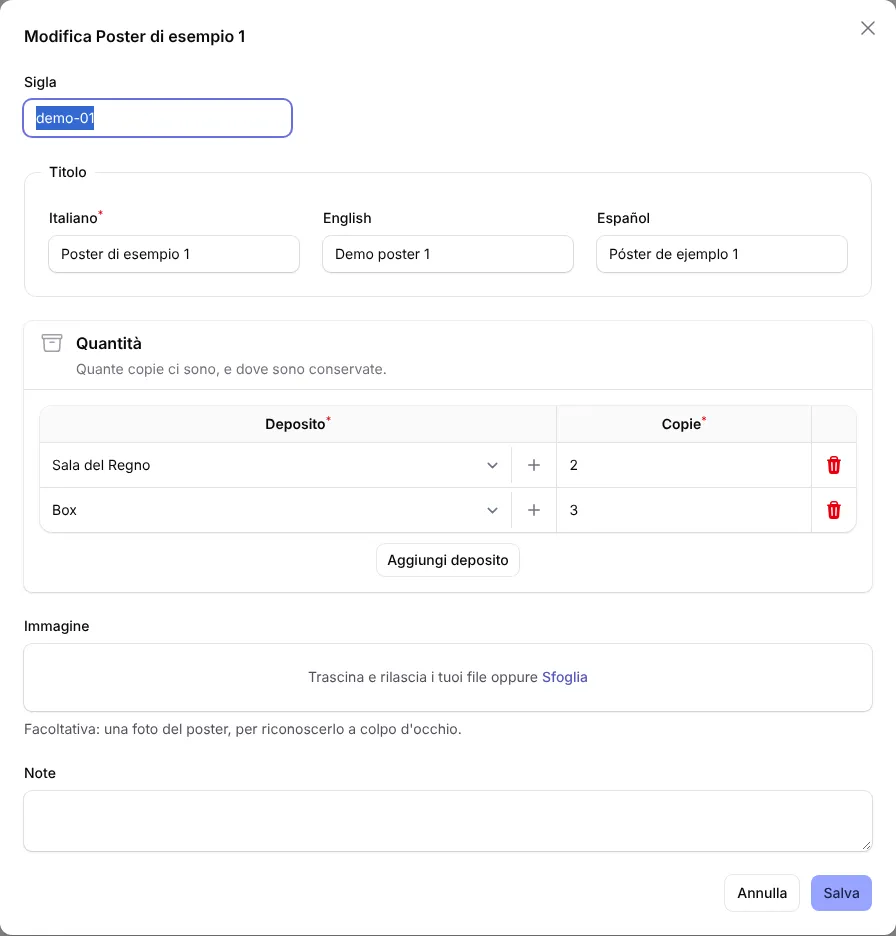 Modifica Poster di esempio 1
Sigla
demo-01
Titolo
Italiano*
English
Español
Poster di esempio 1
Demo poster 1
Póster de ejemplo 1
Quantità
Quante copie ci sono, e dove sono conservate.
Deposito*
Copie*
Sala del Regno
2
Box
3
Aggiungi deposito
Immagine
Trascina e rilascia i tuoi file oppure Sfoglia
Facoltativa: una foto del poster, per riconoscerlo a colpo d'occhio.
Note
Annulla
Salva